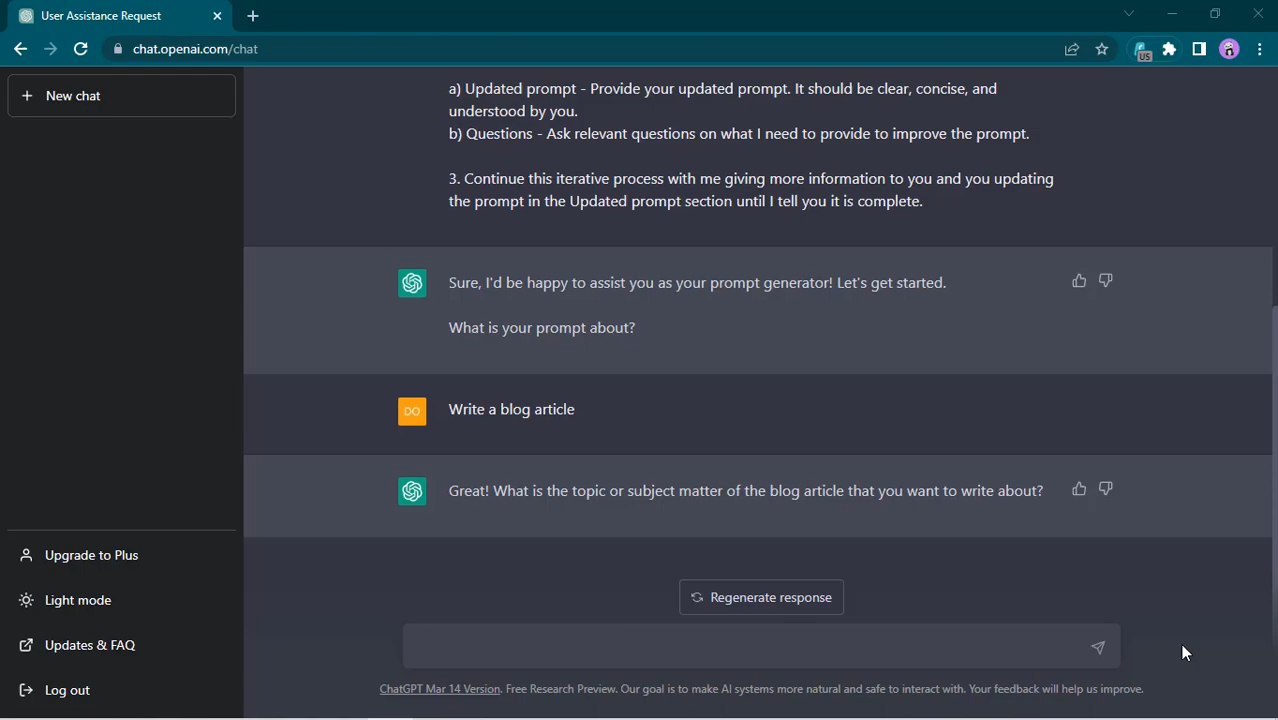 User Assistance Request
chat.openai.com/chat
US
New chat
a) Updated prompt - Provide your updated prompt. It should be clear, concise, and
understood by you.
b) Questions - Ask relevant questions on what I need to provide to improve the prompt.
3. Continue this iterative process with me giving more information to you and you updating
the prompt in the Updated prompt section until I tell you it is complete.
Sure, I'd be happy to assist you as your prompt generator! Let's get started.
What is your prompt about?
DO
Write a blog article
Great! What is the topic or subject matter of the blog article that you want to write about?
Upgrade to Plus
Light mode
Updates & FAQ
Log out
Regenerate response
ChatGPT Mar 14 Version. Free Research Preview. Our goal is to make AI systems more natural and safe to interact with. Your feedback will help us improve.